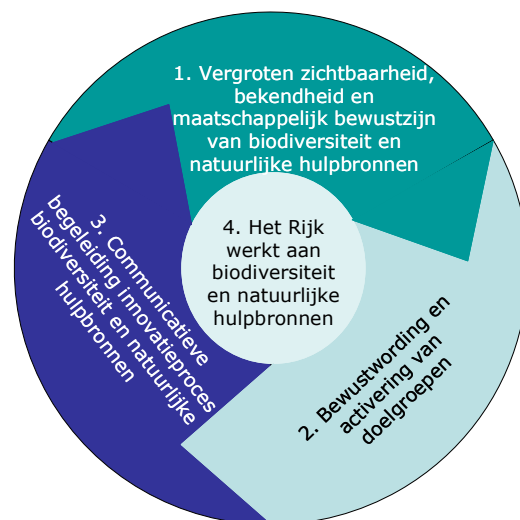 1. Vergroten zichtbaarheid,
bekendheid en
maatschappelijk bewustzijn
van biodiversiteit en
natuurlijke hulpbronnen
2. Bewustwording en
activering van
doelgroepen
3. Communicatieve
begeleiding innovatieproces
biodiversiteit en natuurlijke
hulpbronnen
4. Het Rijk
werkt aan
biodiversiteit
en natuurlijke
hulpbronnen